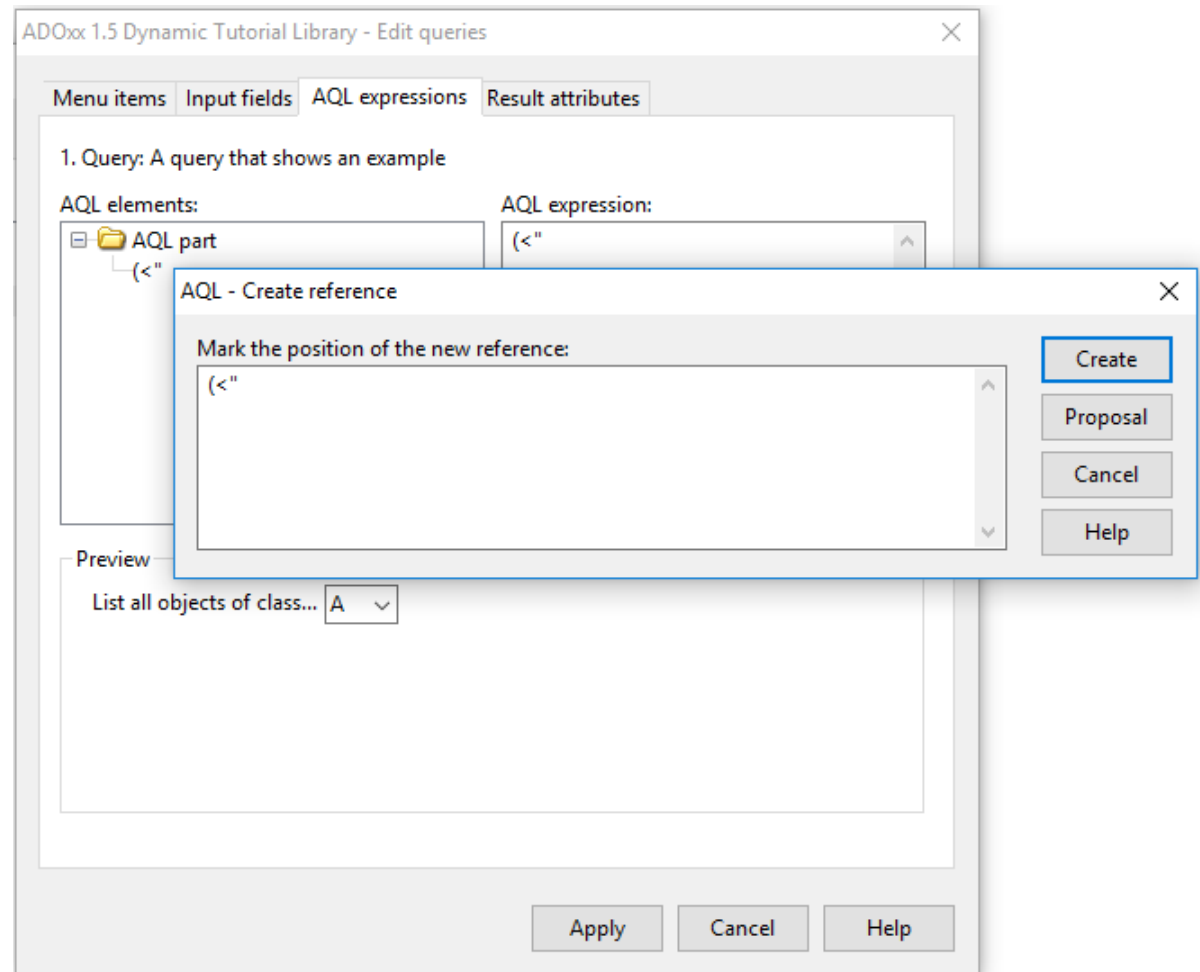 ADOxx 1.5 Dynamic Tutorial Library - Edit queries
Menu items Input fields AQL expressions Result attributes
1. Query: A query that shows an example
AQL elements: AQL expression:
AQL part
(<"
(<"
AQL - Create reference
Mark the position of the new reference:
(<"
Create
Proposal
Cancel
Help
Preview
List all objects of class... A
Apply Cancel Help